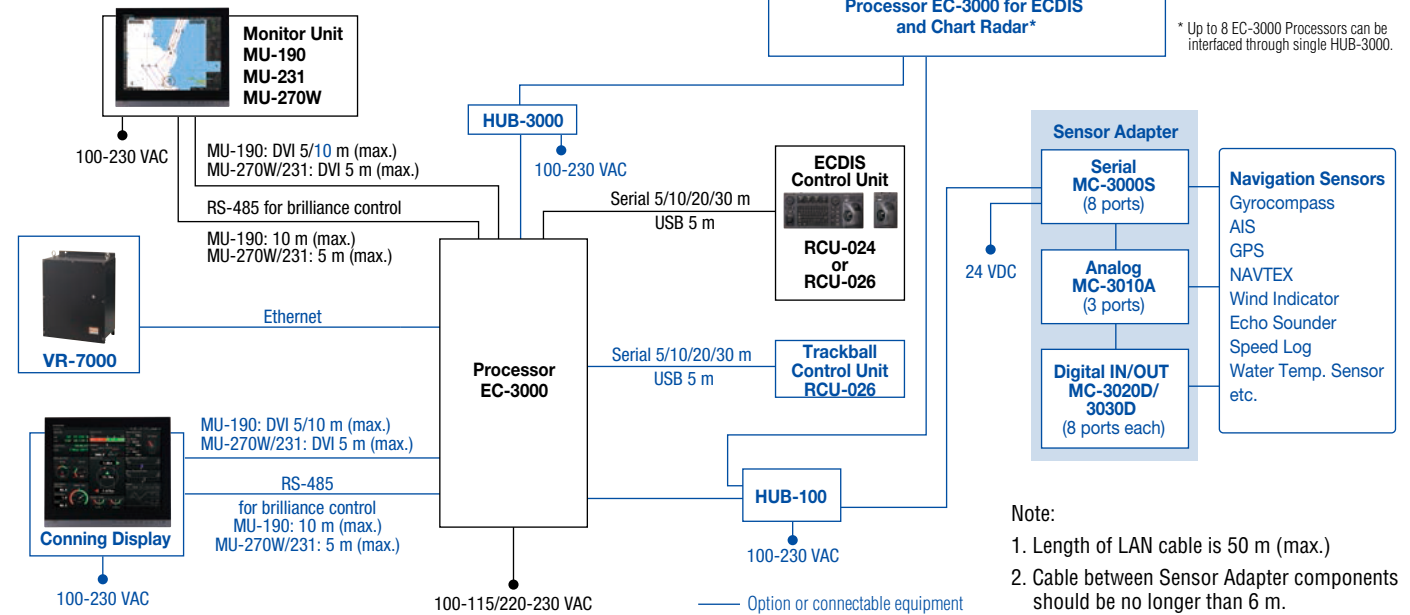 Processor EC-3000 for ECDIS
and Chart Radar*
* Up to 8 EC-3000 Processors can be
interfaced through single HUB-3000.
Monitor Unit
MU-190
MU-231
MU-270W
100-230 VAC
MU-190: DVI 5/10 m (max.)
MU-270W/231: DVI 5 m (max.)
RS-485 for brilliance control
MU-190: 10 m (max.)
MU-270W/231: 5 m (max.)
HUB-3000
100-230 VAC
Serial 5/10/20/30 m
USB 5 m
ECDIS
Control Unit
RCU-024
or
RCU-026
Sensor Adapter
Serial
MC-3000S
(8 ports)
24 VDC
Analog
MC-3010A
(3 ports)
Digital IN/OUT
MC-3020D/
3030D
(8 ports each)
Navigation Sensors
Gyrocompass
AIS
GPS
NAVTEX
Wind Indicator
Echo Sounder
Speed Log
Water Temp. Sensor
etc.
VR-7000
Ethernet
Processor
EC-3000
Serial 5/10/20/30 m
USB 5 m
Trackball
Control Unit
RCU-026
Conning Display
100-230 VAC
MU-190: DVI 5/10 m (max.)
MU-270W/231: DVI 5 m (max.)
RS-485
for brilliance control
MU-190: 10 m (max.)
MU-270W/231: 5 m (max.)
100-115/220-230 VAC
HUB-100
100-230 VAC
Option or connectable equipment
Note:
1. Length of LAN cable is 50 m (max.)
2. Cable between Sensor Adapter components
should be no longer than 6 m.